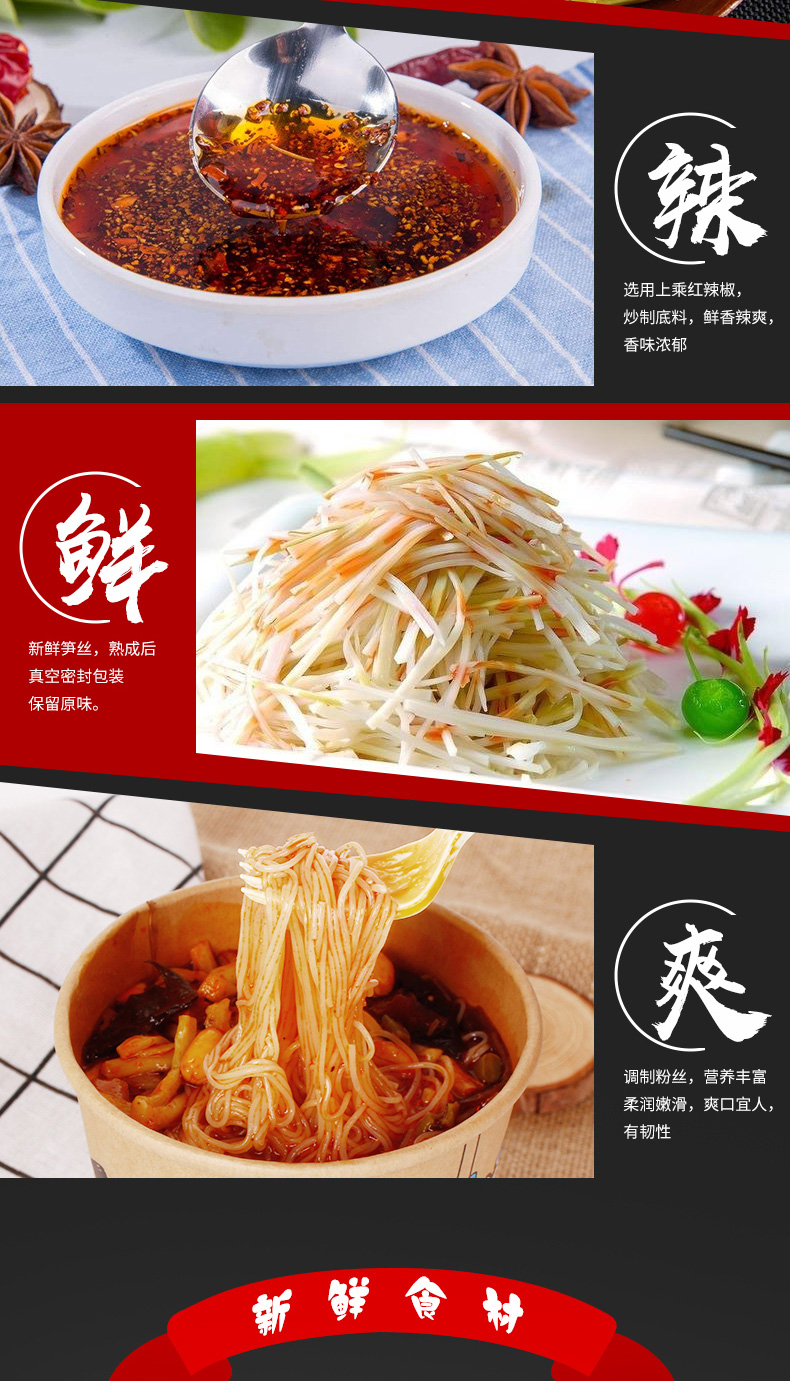 辣
选用上乘红辣椒，
炒制底料，鲜香辣爽，
香味浓郁
鲜
新鲜笋丝，熟成后
真空密封包装
保留原味。
爽
调制粉丝，营养丰富
柔润嫩滑，爽口宜人，
有韧性
新鲜食材